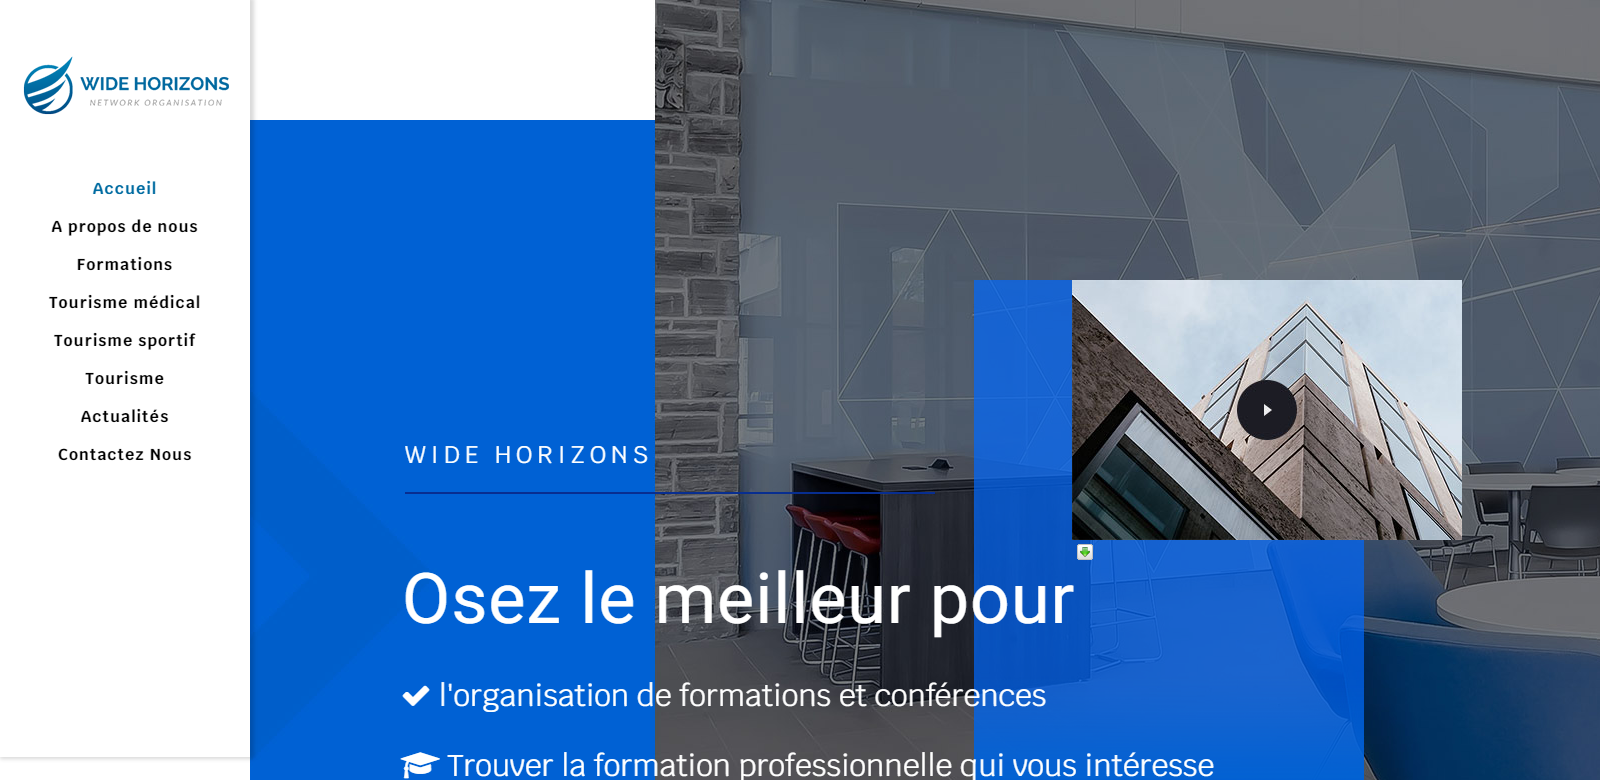 WIDE HORIZONS
NETWORK ORGANISATION
Accueil
A propos de nous
Formations
Tourisme médical
Tourisme sportif
Tourisme
Actualités
Contactez Nous
WIDE HORIZONS
Osez le meilleur pour
l'organisation de formations et conférences
Trouver la formation professionnelle qui vous intéresse